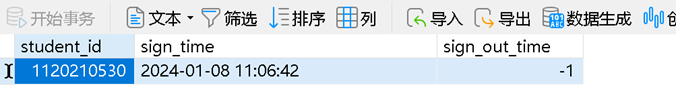 开始事务 文本 筛选 排序 列 导入 导出 数据生成
student_id sign_time sign_out_time
1120210530 2024-01-08 11:06:42 -1